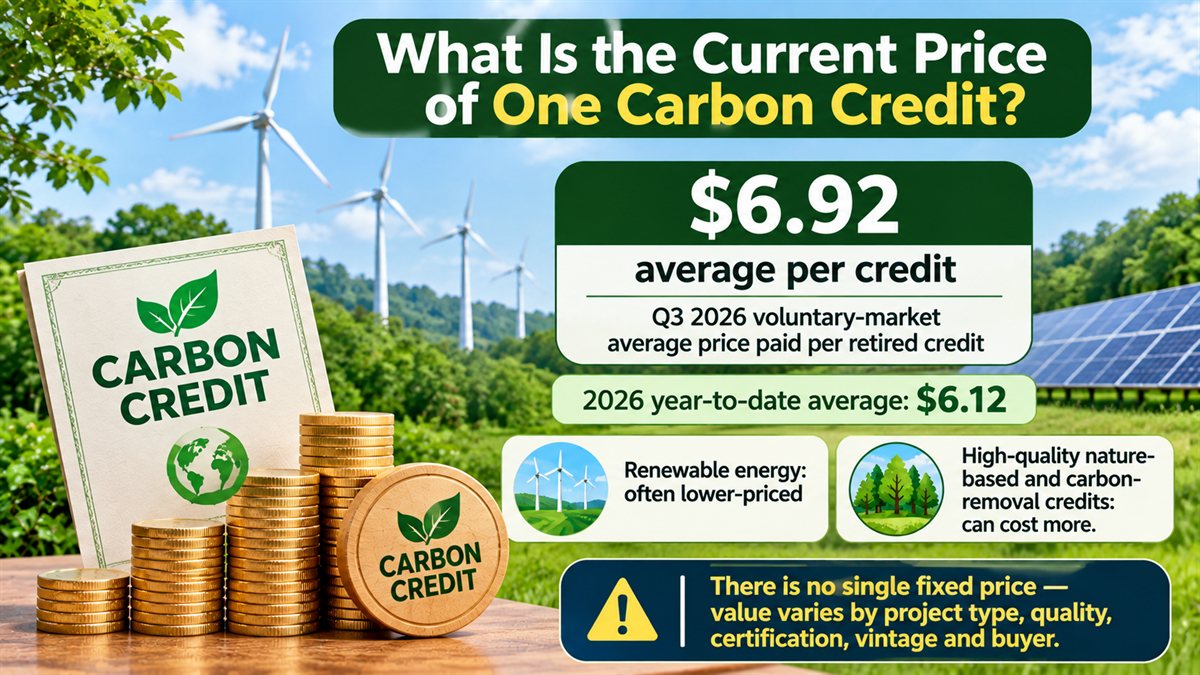 What Is the Current Price
of One Carbon Credit?
$6.92
average per credit
Q3 2026 voluntary-market
average price paid per retired credit
2026 year-to-date average: $6.12
Renewable energy:
often lower-priced
High-quality nature-
based and carbon-
removal credits:
can cost more.
There is no single fixed price —
value varies by project type, quality,
certification, vintage and buyer.
CARBON
CREDIT
CARBON
CREDIT